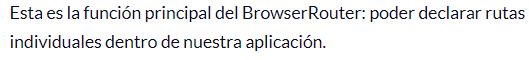 Esta es la función principal del BrowserRouter: poder declarar rutas
individuales dentro de nuestra aplicación.